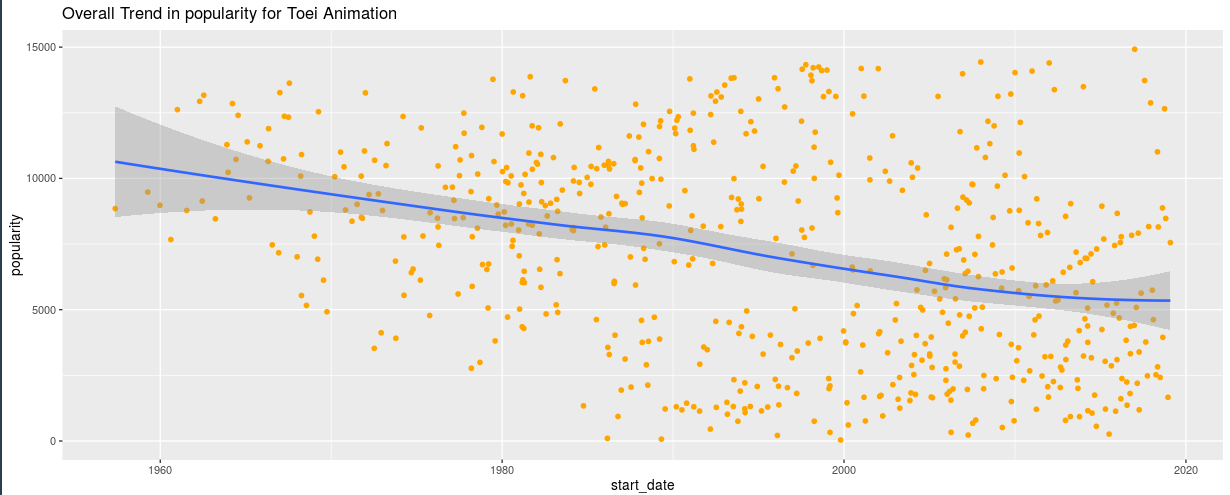 Overall Trend in popularity for Toei Animation
15000
10000
5000
0
popularity
1960
1980
2000
2020
start_date